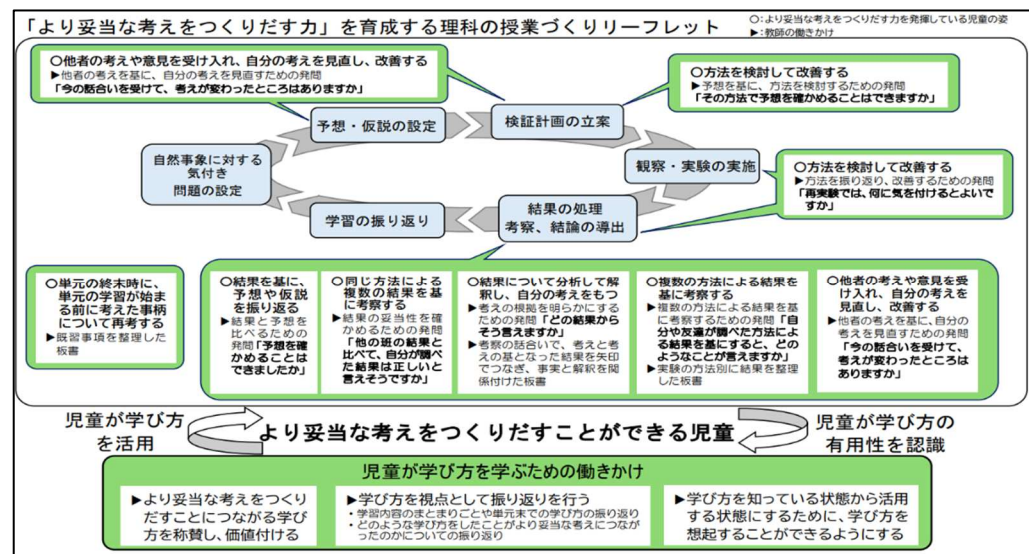 「より妥当な考えをつくりだす力」を育成する理科の授業づくりリーフレット
○:より妥当な考えをつくりだす力を発揮している児童の姿
▶:教師の働きかけ
○他者の考えや意見を受け入れ、自分の考えを見直し、改善する
▶他者の考えを基に、自分の考えを見直すための発問
「今の話合いを受けて、考えが変わったところはありますか」
○方法を検討して改善する
▶予想を基に、方法を検討するための発問
「その方法で予想を確かめることはできますか」
予想・仮説の設定
検証計画の立案
自然事象に対する
気付き
問題の設定
観察・実験の実施
○方法を検討して改善する
▶方法を振り返り、改善するための発問
「再実験では、何に気を付けるとよいで
すか」
学習の振り返り
結果の処理
考察、結論の導出
○単元の終末時に、
単元の学習が始ま
る前に考えた事柄
について再考する
▶既習事項を整理した
板書
○結果を基に、
予想や仮説
を振り返る
▶結果と予想を
比べるための
発問「予想を
確かめることは
できましたか」
○同じ方法による
複数の結果を基
に考察する
▶結果の妥当性を
確かめるための発問
「他の班の結果
と比べて、自分が調べ
た結果は正しいと
言えそうですか」
○結果について分析して解
釈し、自分の考えをもつ
▶考えの根拠を明らかにする
ための発問「どの結果から
そう言えますか」
▶考察の話合いで、考えと考
えの基となった結果を矢印
でつなぎ、事実と解釈を関
係付けた板書
○複数の方法による結果を
基に考察する
▶複数の方法による結果を基
に考察するための発問「自
分や友達が調べた方法によ
る結果を基にすると、どの
ようなことが言えますか」
▶実験の方法別に結果を整理
した板書
○他者の考えや意見を受
け入れ、自分の考えを
見直し、改善する
▶他者の考えを基に、自分の
考えを見直すための発問
「今の話合いを受けて、
考えが変わったところは
ありますか」
児童が学び方
を活用
より妥当な考えをつくりだすことができる児童
児童が学び方の
有用性を認識
児童が学び方を学ぶための働きかけ
▶より妥当な考えをつくり
だすことにつながる学び
方を称賛し、価値付ける
▶学び方を視点として振り返りを行う
・学習内容のまとまりごとや単元末での学び方の振り返り
・どのような学び方をしたことがより妥当な考えにつなが
ったのかについての振り返り
▶学び方を知っている状態から活用
する状態にするために、学び方を
想起することができるようにする